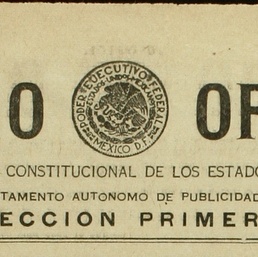 O OF
PODER EJECUTIVO FEDERAL
ESTADOS UNIDOS MEXICANOS
MEXICO D.F.
CONSTITUCIONAL DE LOS ESTADO
TAMENTO AUTONOMO DE PUBLICIDAD
ECCION PRIMER